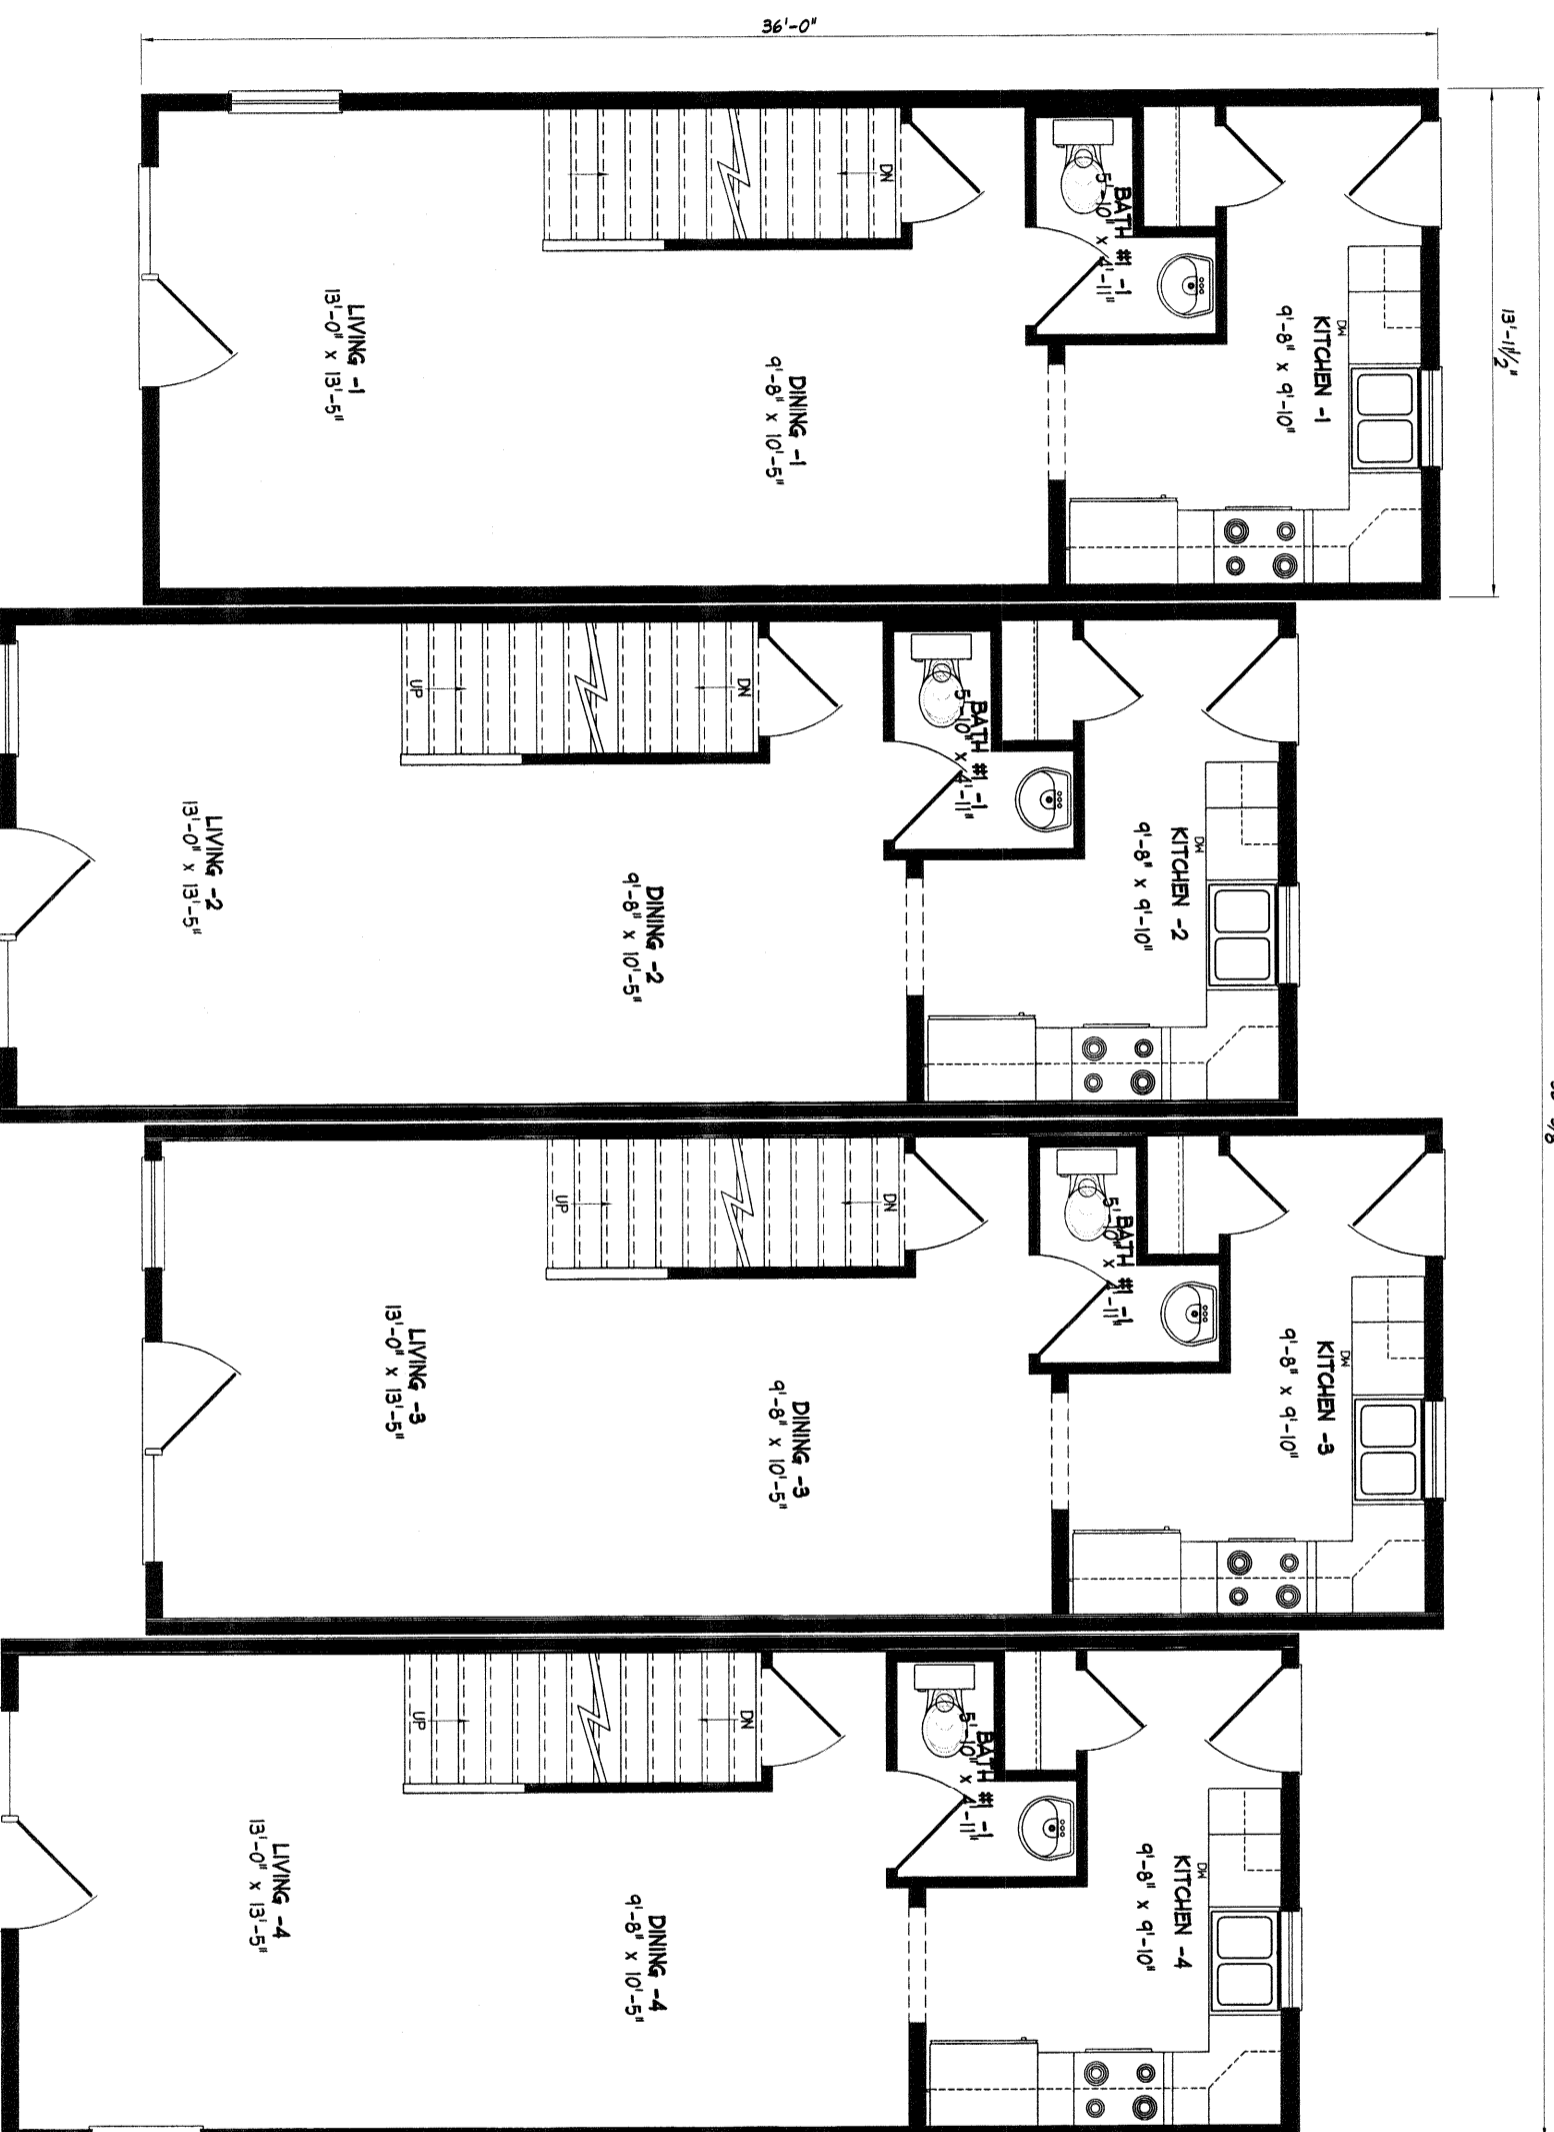 36'-0"
13'-1½"
DN
BATH #1 -1
5'-10" x 4'-11"
KITCHEN -1
9'-8" x 9'-10"
DW
LIVING -1
13'-0" x 13'-5"
DINING -1
9'-8" x 10'-5"
UP
DN
BATH #1 -1
5'-10" x 4'-11"
KITCHEN -2
9'-8" x 9'-10"
DW
LIVING -2
13'-0" x 13'-5"
DINING -2
9'-8" x 10'-5"
UP
DN
BATH #1 -1
5'-10" x 4'-11"
KITCHEN -3
9'-8" x 9'-10"
DW
LIVING -3
13'-0" x 13'-5"
DINING -3
9'-8" x 10'-5"
UP
DN
BATH #1 -1
5'-10" x 4'-11"
KITCHEN -4
9'-8" x 9'-10"
DW
LIVING -4
13'-0" x 13'-5"
DINING -4
9'-8" x 10'-5"